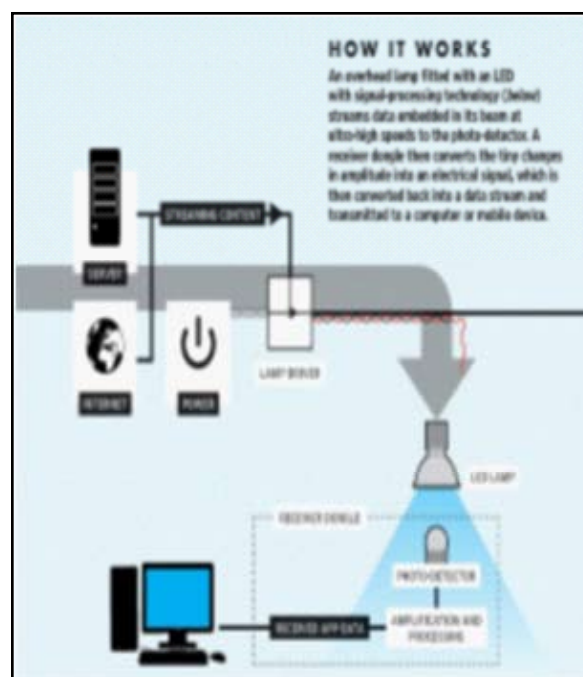 HOW IT WORKS
An overhead lamp fitted with an LED
with signal-processing technology (below)
streams data embedded in its beam at
ultra-high speeds to the photo-detector. A
receiver dongle then converts the tiny changes
in amplitude into an electrical signal, which is
then converted back into a data stream and
transmitted to a computer or mobile device.
STREAMING CONTENT
SERVER
INTERNET
POWER
LAMP DRIVER
LED LAMP
RECEIVER DONGLE
PHOTO-DETECTOR
RECEIVED APP DATA
AMPLIFICATION AND
PROCESSING